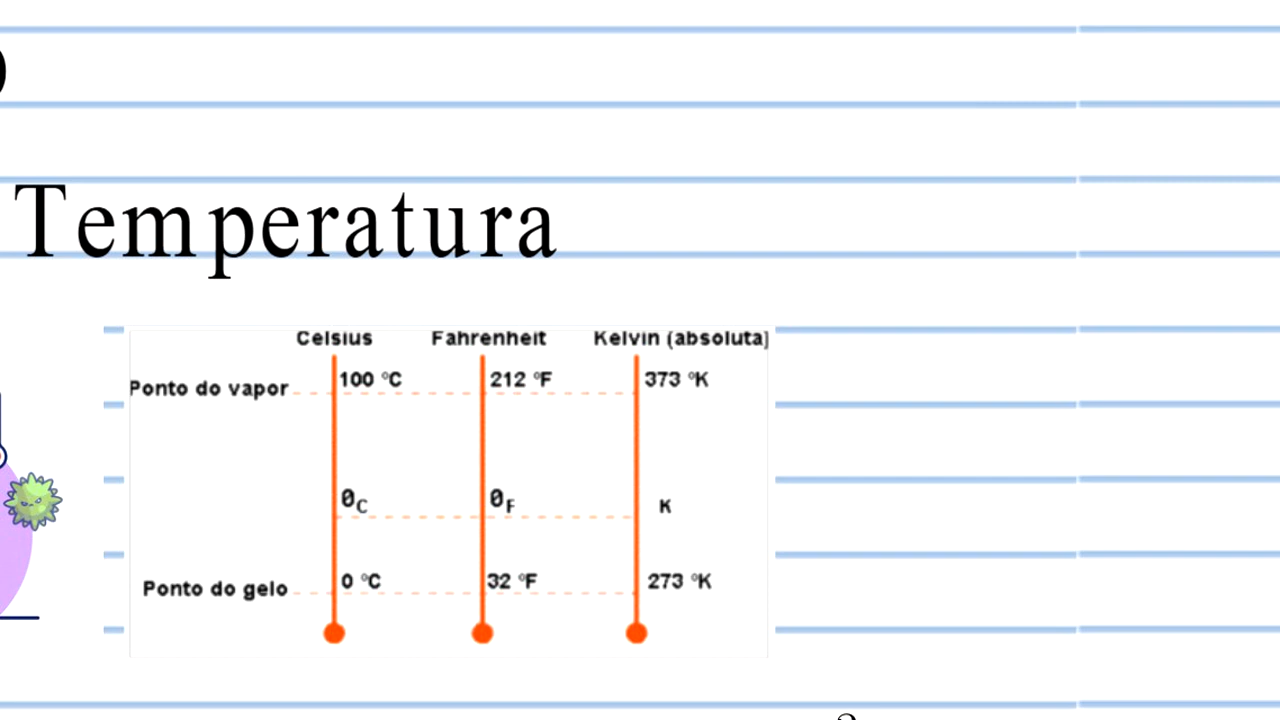 Temperatura
Celsius Fahrenheit Kelvin (absoluta)
Ponto do vapor 100 °C 212 °F 373 °K
θC θF K
Ponto do gelo 0 °C 32 °F 273 °K